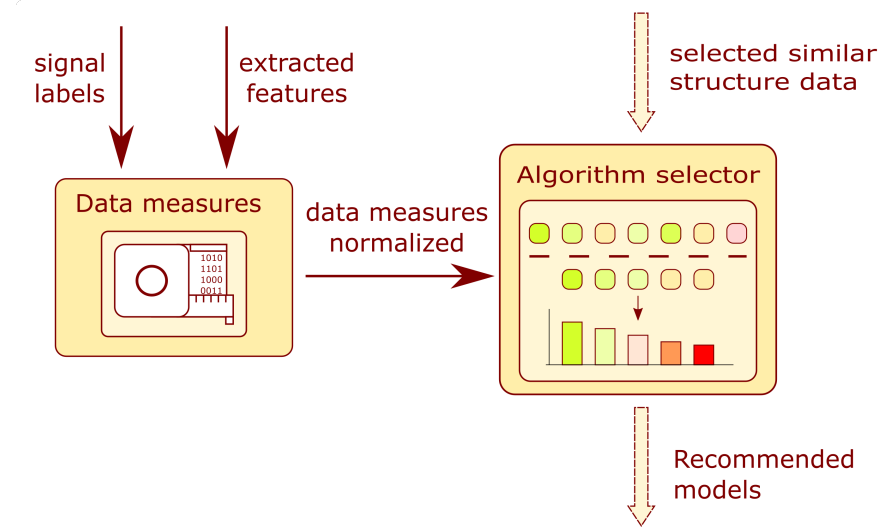 signal
labels
extracted
features
selected similar
structure data
Data measures
1010
1101
1000
0011
data measures
normalized
Algorithm selector
Recommended
models